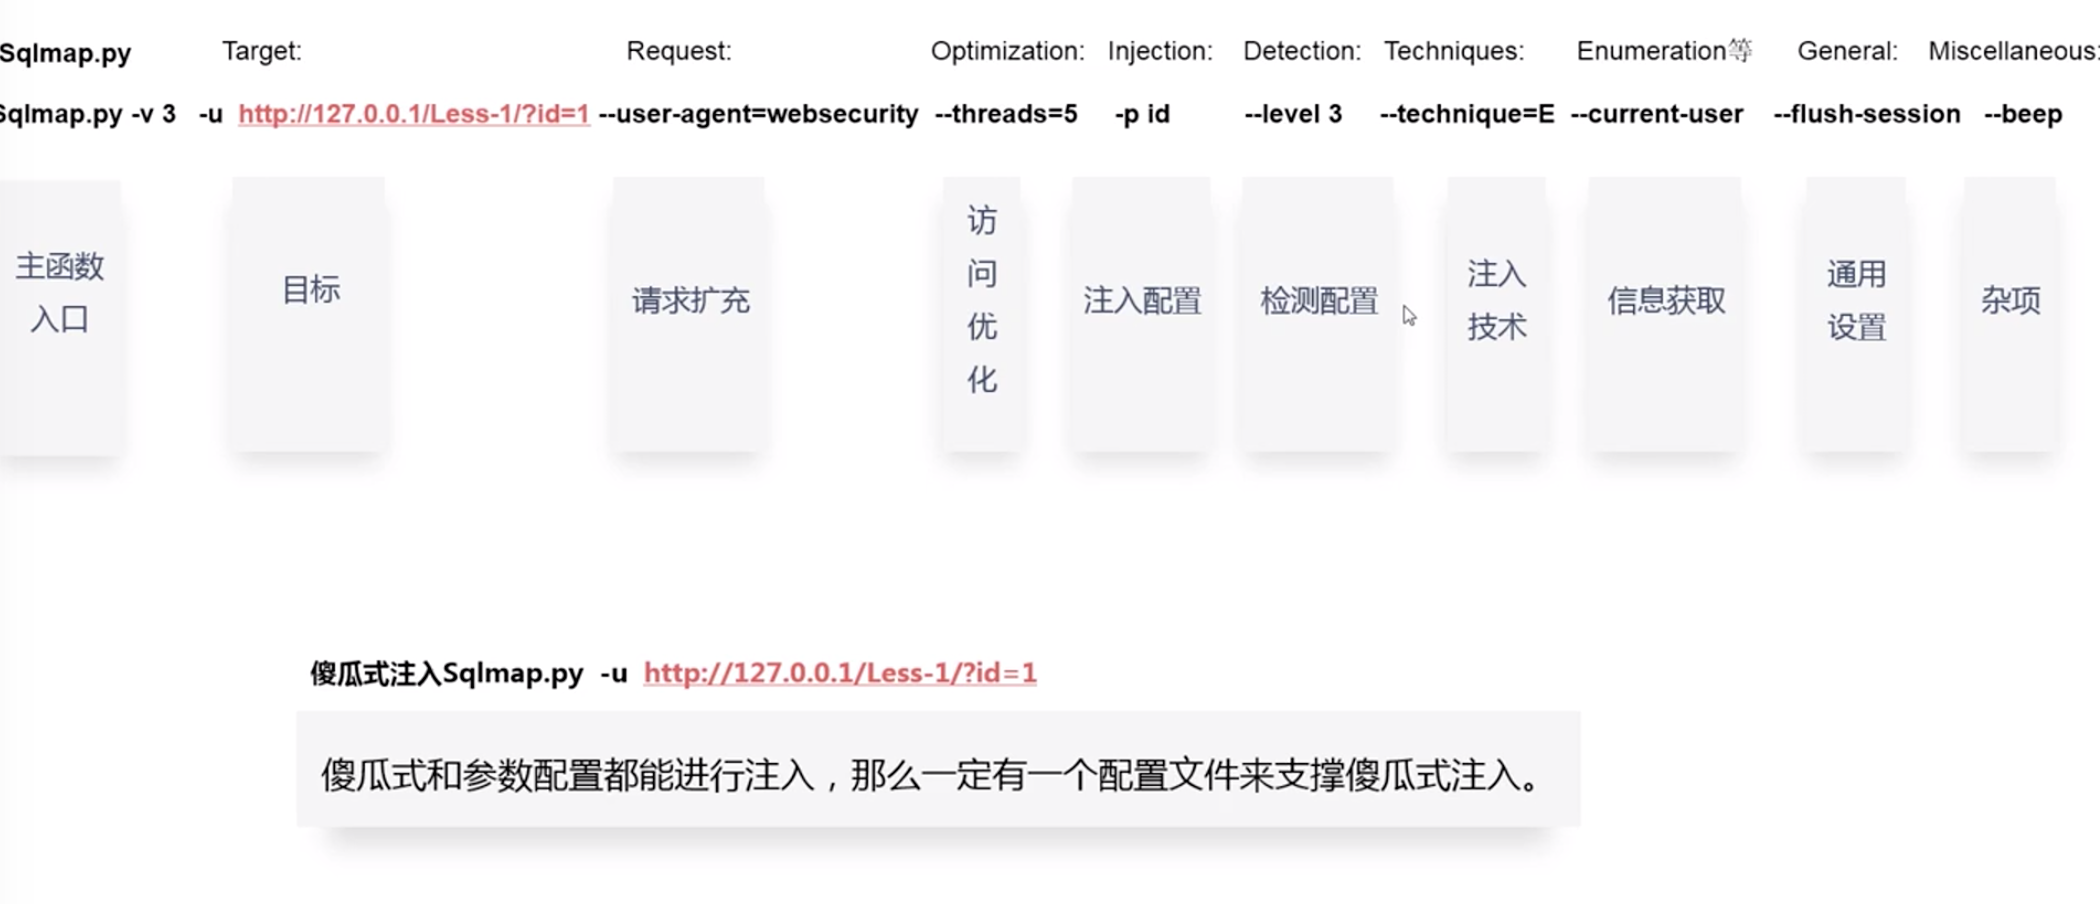 Sqlmap.py Target: Request: Optimization: Injection: Detection: Techniques: Enumeration等 General: Miscellaneous:
Sqlmap.py -v 3 -u http://127.0.0.1/Less-1/?id=1 --user-agent=websecurity --threads=5 -p id --level 3 --technique=E --current-user --flush-session --beep
主函数
入口
目标
请求扩充
访
问
优
化
注入配置
检测配置
注入
技术
信息获取
通用
设置
杂项
傻瓜式注入Sqlmap.py -u http://127.0.0.1/Less-1/?id=1
傻瓜式和参数配置都能进行注入，那么一定有一个配置文件来支撑傻瓜式注入。